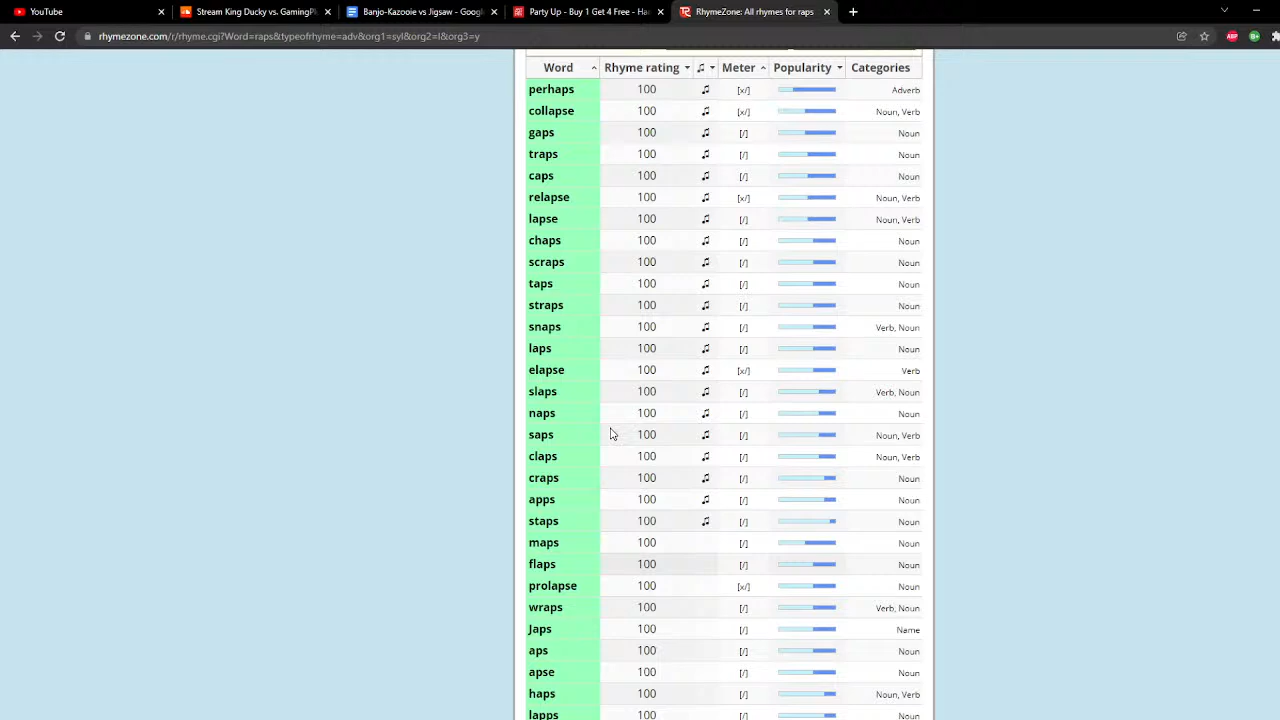 YouTube
Stream King Ducky vs. GamingPl
Banjo-Kazooie vs Jigsaw - Googl
Party Up - Buy 1 Get 4 Free - Ha
RhymeZone: All rhymes for raps
rhymezone.com/r/rhyme.cgi?Word=raps&typeofrhyme=adv&org1=syl&org2=l&org3=y
Word Rhyme rating Meter Popularity Categories
perhaps 100 [x/] Adverb
collapse 100 [x/] Noun, Verb
gaps 100 [/] Noun
traps 100 [/] Noun
caps 100 [/] Noun
relapse 100 [x/] Noun, Verb
lapse 100 [/] Noun, Verb
chaps 100 [/] Noun
scraps 100 [/] Noun
taps 100 [/] Noun
straps 100 [/] Noun
snaps 100 [/] Verb, Noun
laps 100 [/] Noun
elapse 100 [x/] Verb
slaps 100 [/] Verb, Noun
naps 100 [/] Noun
saps 100 [/] Noun, Verb
claps 100 [/] Noun, Verb
craps 100 [/] Noun
apps 100 [/] Noun
staps 100 [/] Noun
maps 100 [/] Noun
flaps 100 [/] Noun
prolapse 100 [x/] Noun
wraps 100 [/] Verb, Noun
Japs 100 [/] Name
aps 100 [/] Noun
apse 100 [/] Noun
haps 100 [/] Noun, Verb
lapps 100 [/] Noun